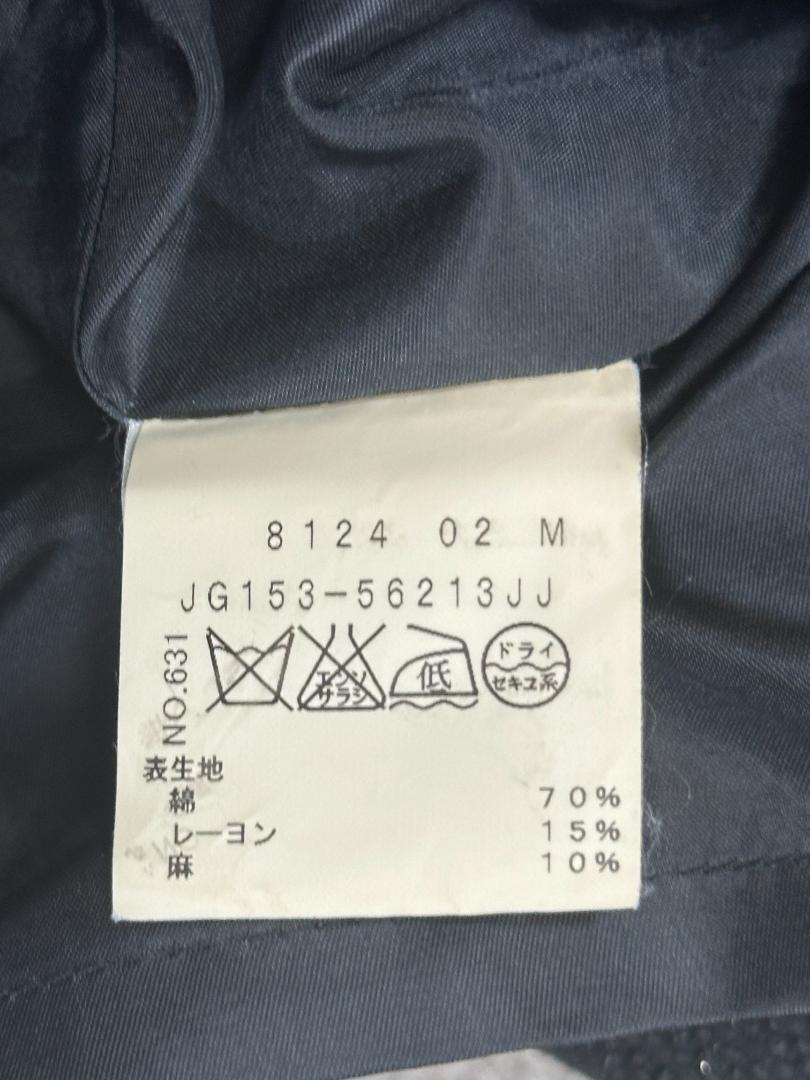 8124 02 M
JG153-56213JJ
NO.631
エンソ
サラシ
低
ドライ
セキユ系
表生地
綿 70%
レーヨン 15%
麻 10%